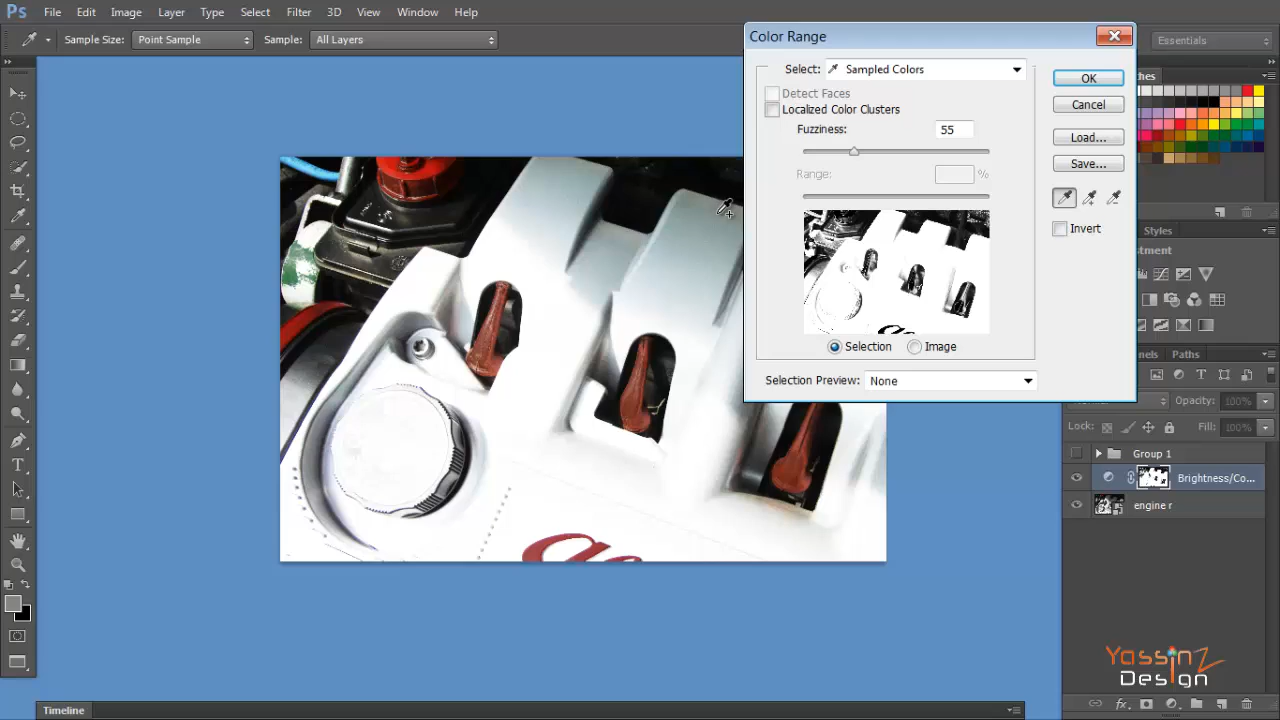 Ps File Edit Image Layer Type Select Filter 3D View Window Help
Sample Size: Point Sample Sample: All Layers Essentials
Color Range
Select: Sampled Colors
Detect Faces
Localized Color Clusters
Fuzziness: 55
Range: %
Selection Image
Selection Preview: None
OK
Cancel
Load...
Save...
Invert
Styles
Paths
Opacity: 100%
Lock: Fill: 100%
Group 1
Brightness/Co...
engine r
YassinZ
Design
Timeline